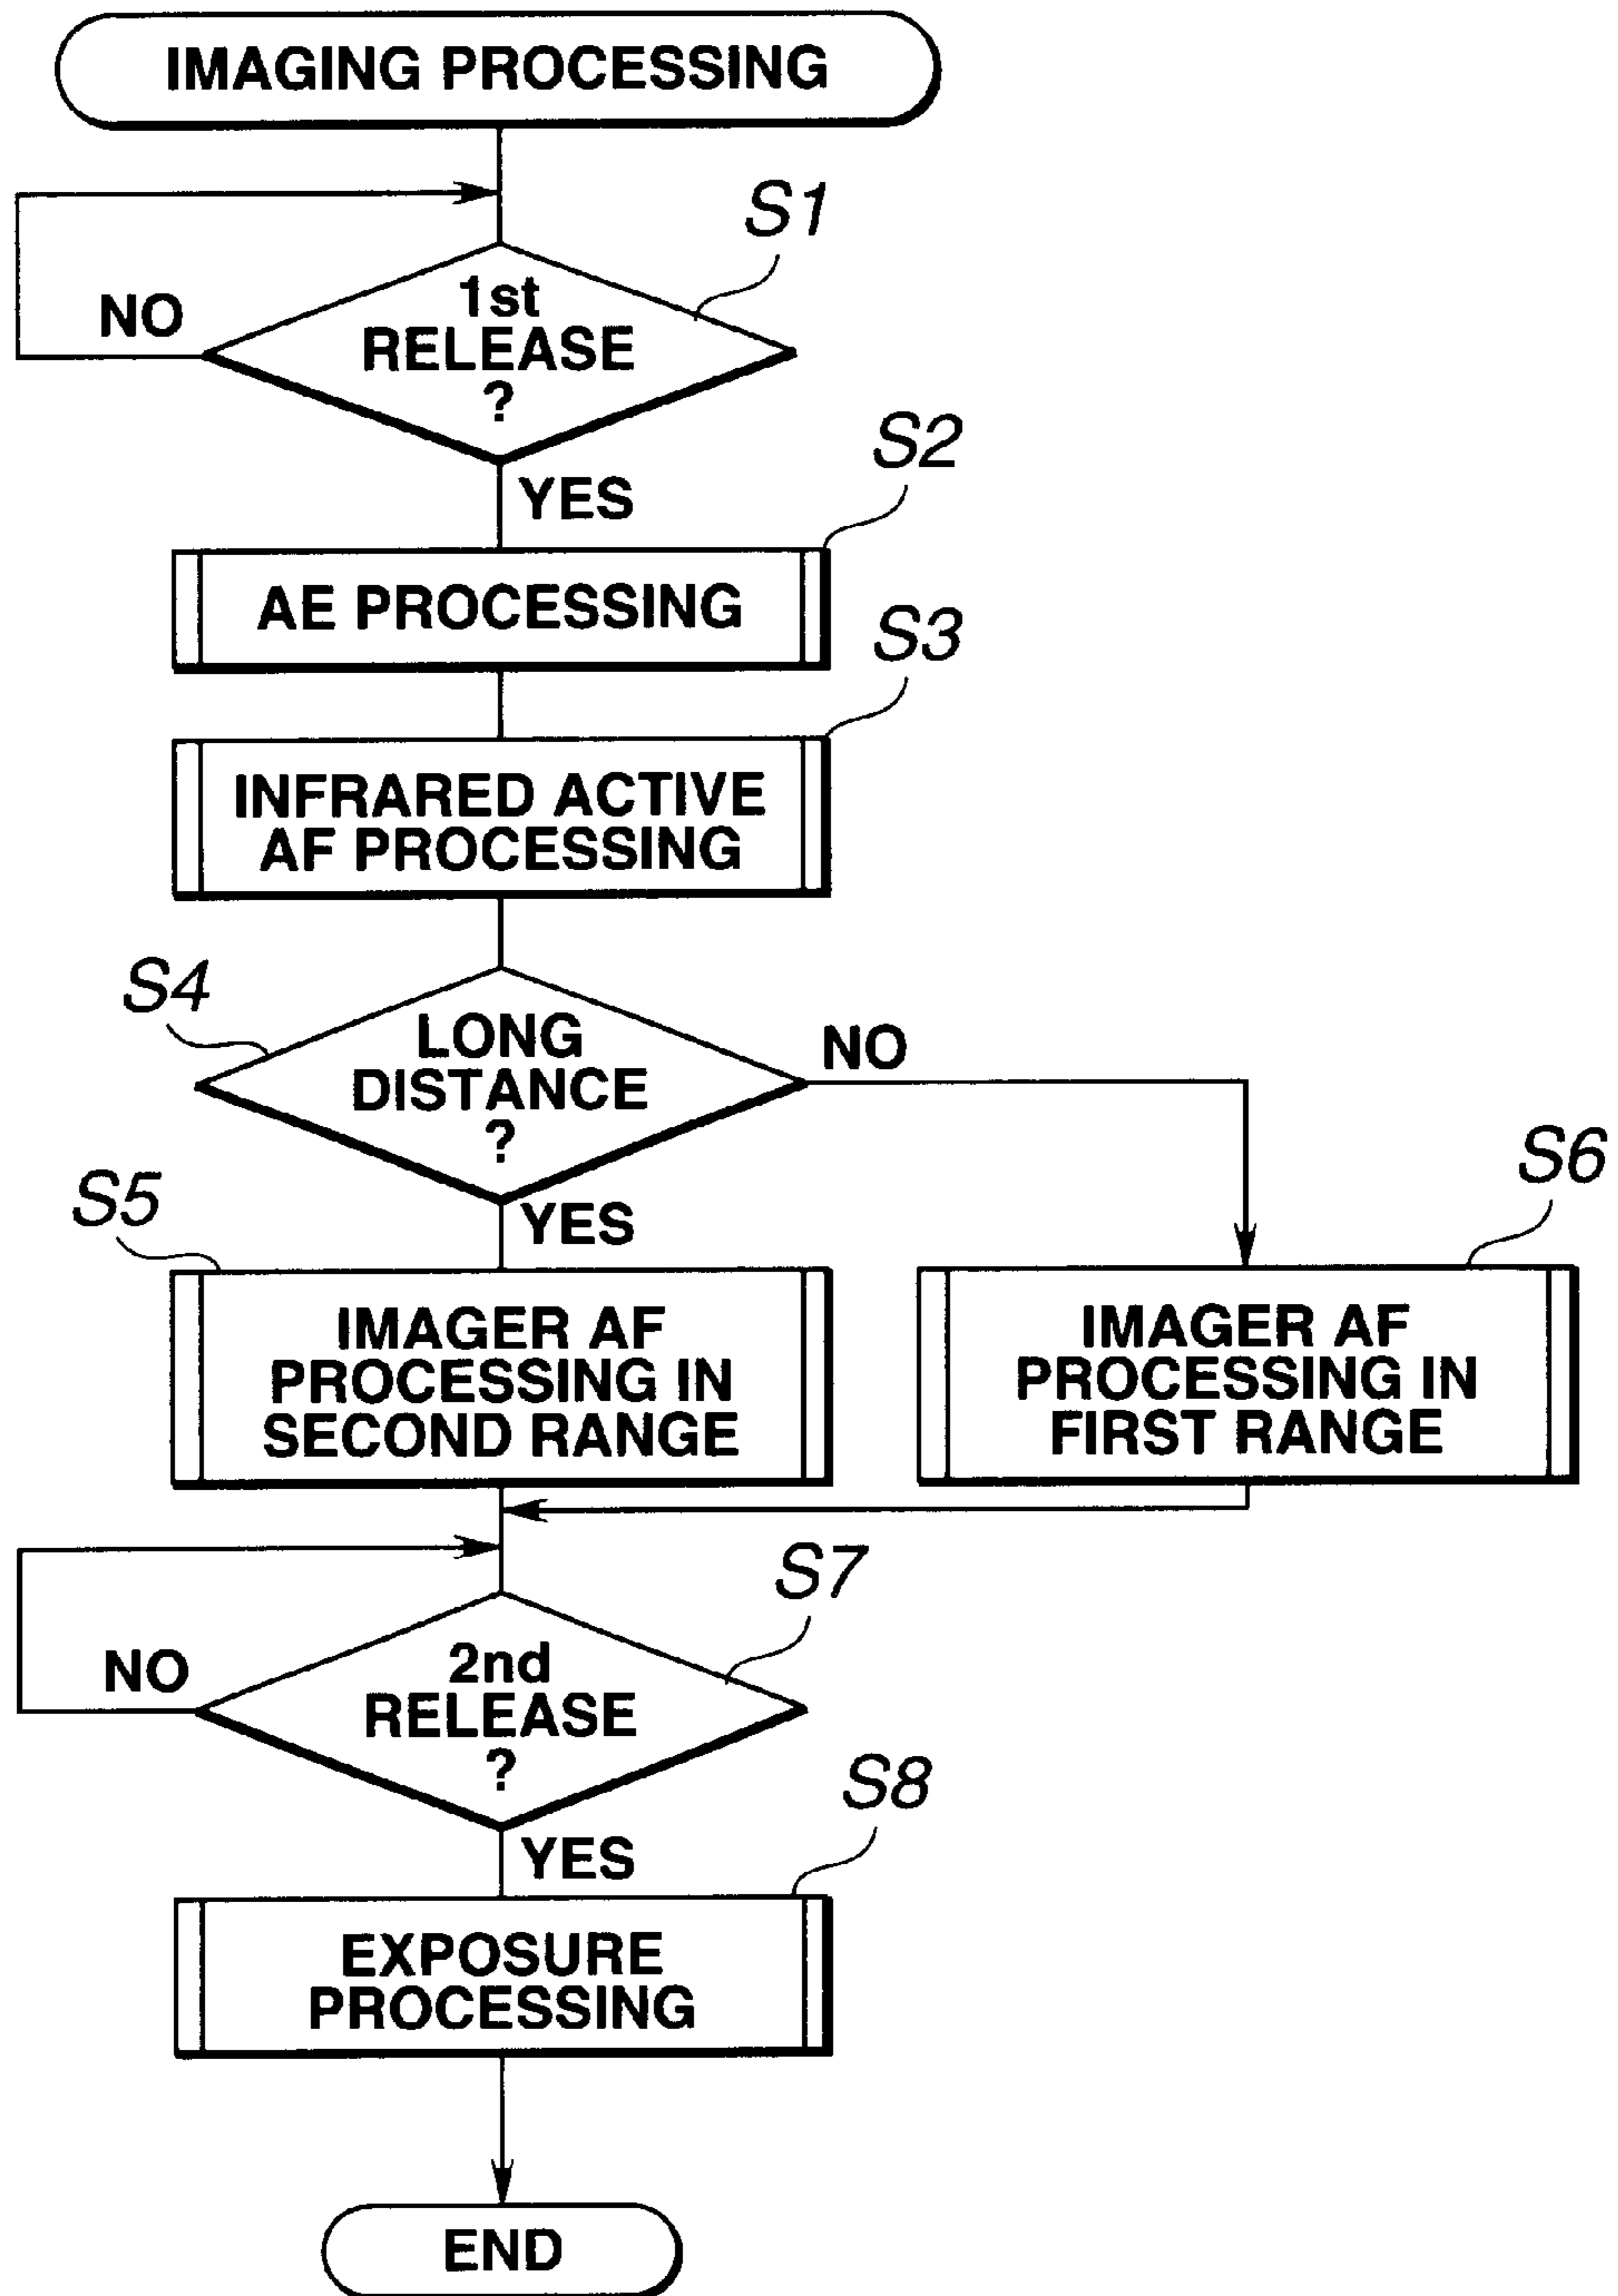 IMAGING PROCESSING
S1
1st
RELEASE
?
NO
YES
S2
AE PROCESSING
S3
INFRARED ACTIVE
AF PROCESSING
S4
LONG
DISTANCE
?
NO
YES
S5
IMAGER AF
PROCESSING IN
SECOND RANGE
S6
IMAGER AF
PROCESSING IN
FIRST RANGE
S7
2nd
RELEASE
?
NO
YES
S8
EXPOSURE
PROCESSING
END